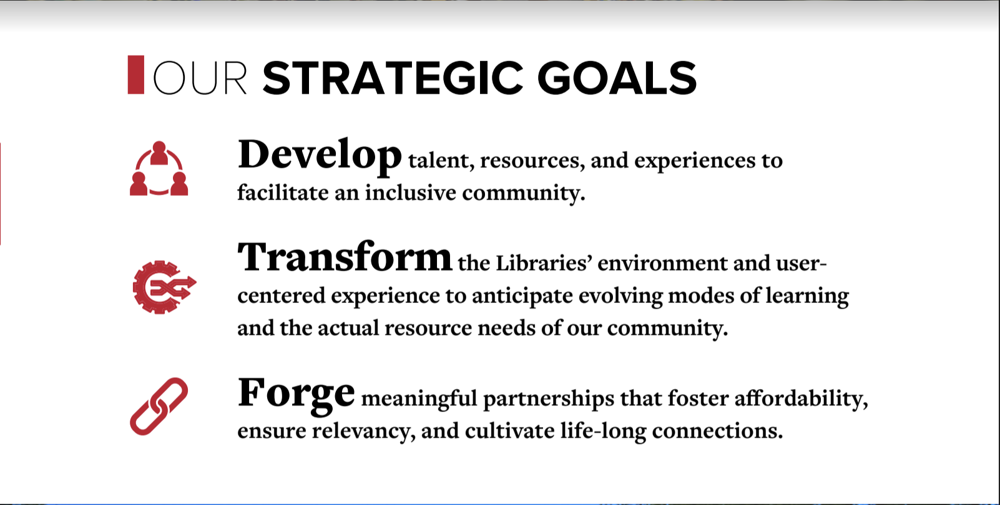 OUR STRATEGIC GOALS
Develop talent, resources, and experiences to
facilitate an inclusive community.
Transform the Libraries’ environment and user-
centered experience to anticipate evolving modes of learning
and the actual resource needs of our community.
Forge meaningful partnerships that foster affordability,
ensure relevancy, and cultivate life-long connections.